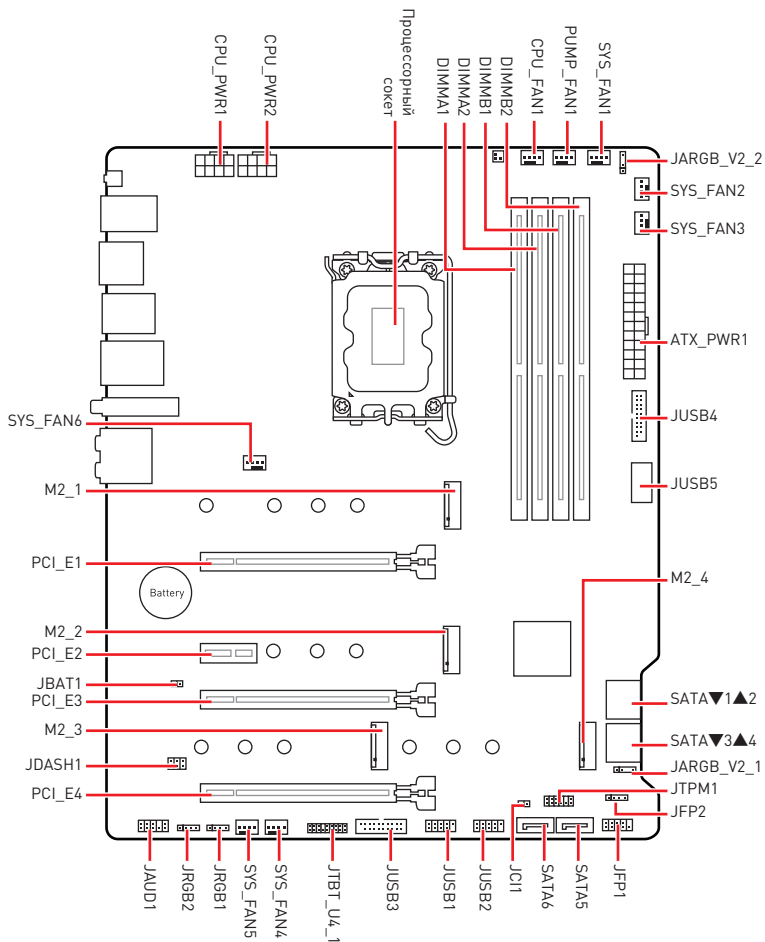 CPU_PWR1
CPU_PWR2
Процессорный
сокет
DIMMA1
DIMMA2
DIMMB1
DIMMB2
CPU_FAN1
PUMP_FAN1
SYS_FAN1
JARGB_V2_2
SYS_FAN2
SYS_FAN3
ATX_PWR1
JUSB4
SYS_FAN6
JUSB5
M2_1
PCI_E1
M2_4
Battery
M2_2
PCI_E2
JBAT1
PCI_E3
SATA▼1▲2
M2_3
SATA▼3▲4
JDASH1
JARGB_V2_1
JTPM1
PCI_E4
JFP2
JAUD1
JRGB2
JRGB1
SYS_FAN5
SYS_FAN4
JTBT_U4_1
JUSB3
JUSB1
JUSB2
JCI1
SATA6
SATA5
JFP1